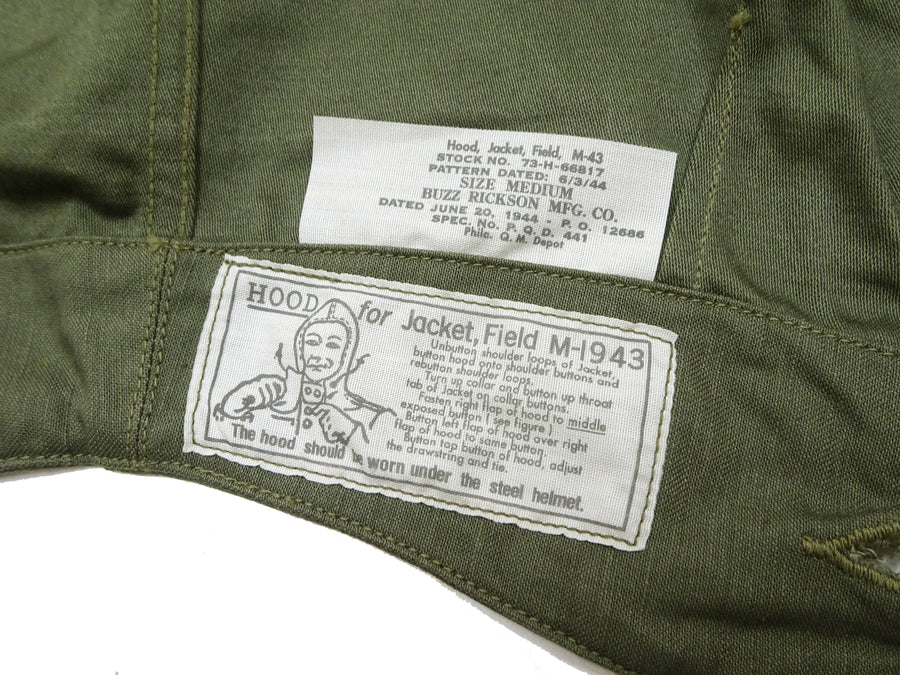 Hood, Jacket, Field, M-43
STOCK NO. 73-H-66817
PATTERN DATED: 6/3/44
SIZE MEDIUM
BUZZ RICKSON MFG. CO.
DATED JUNE 20, 1944 - P. O. 12686
SPEC. No. P. Q. D. 441
Phila. Q. M. Depot
HOOD for Jacket, Field M-1943
Unbutton shoulder loops of Jacket,
button hood onto shoulder buttons and
rebutton shoulder loops.
Turn up collar and button up throat
tab of Jacket on collar buttons.
Fasten right flap of hood to middle
exposed button ( see figure )
Button left flap of hood over right
flap of hood to same button.
Button top button of hood, adjust
the drawstring and tie.
The hood should be worn under the steel helmet.